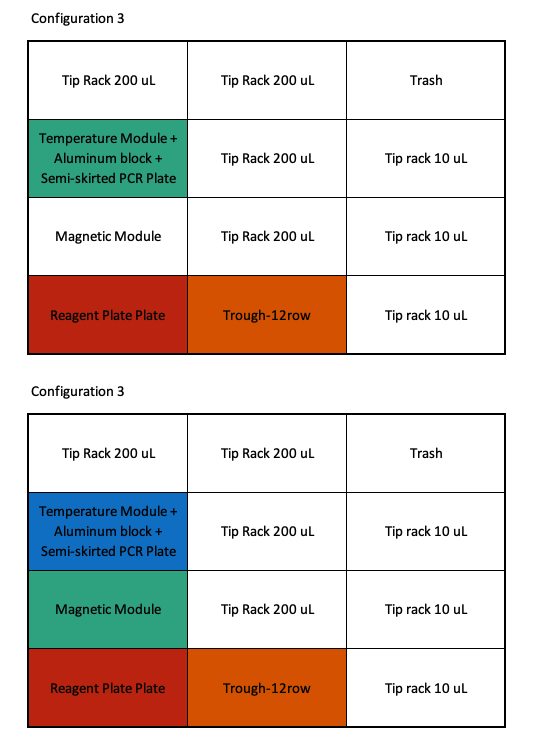 Configuration 3
Tip Rack 200 uL
Tip Rack 200 uL
Trash
Temperature Module +
Aluminum block +
Semi-skirted PCR Plate
Tip Rack 200 uL
Tip rack 10 uL
Magnetic Module
Tip Rack 200 uL
Tip rack 10 uL
Reagent Plate Plate
Trough-12row
Tip rack 10 uL
Configuration 3
Tip Rack 200 uL
Tip Rack 200 uL
Trash
Temperature Module +
Aluminum block +
Semi-skirted PCR Plate
Tip Rack 200 uL
Tip rack 10 uL
Magnetic Module
Tip Rack 200 uL
Tip rack 10 uL
Reagent Plate Plate
Trough-12row
Tip rack 10 uL